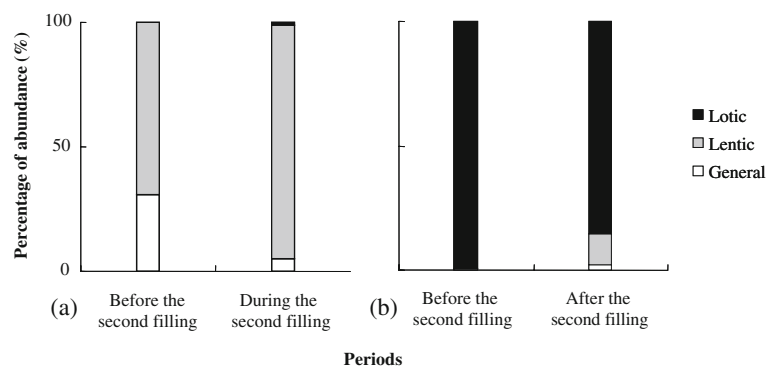 Percentage of abundance (%)
100
50
0
(a)
Before the
second filling
During the
second filling
(b)
Before the
second filling
After the
second filling
Periods
Lotic
Lentic
General